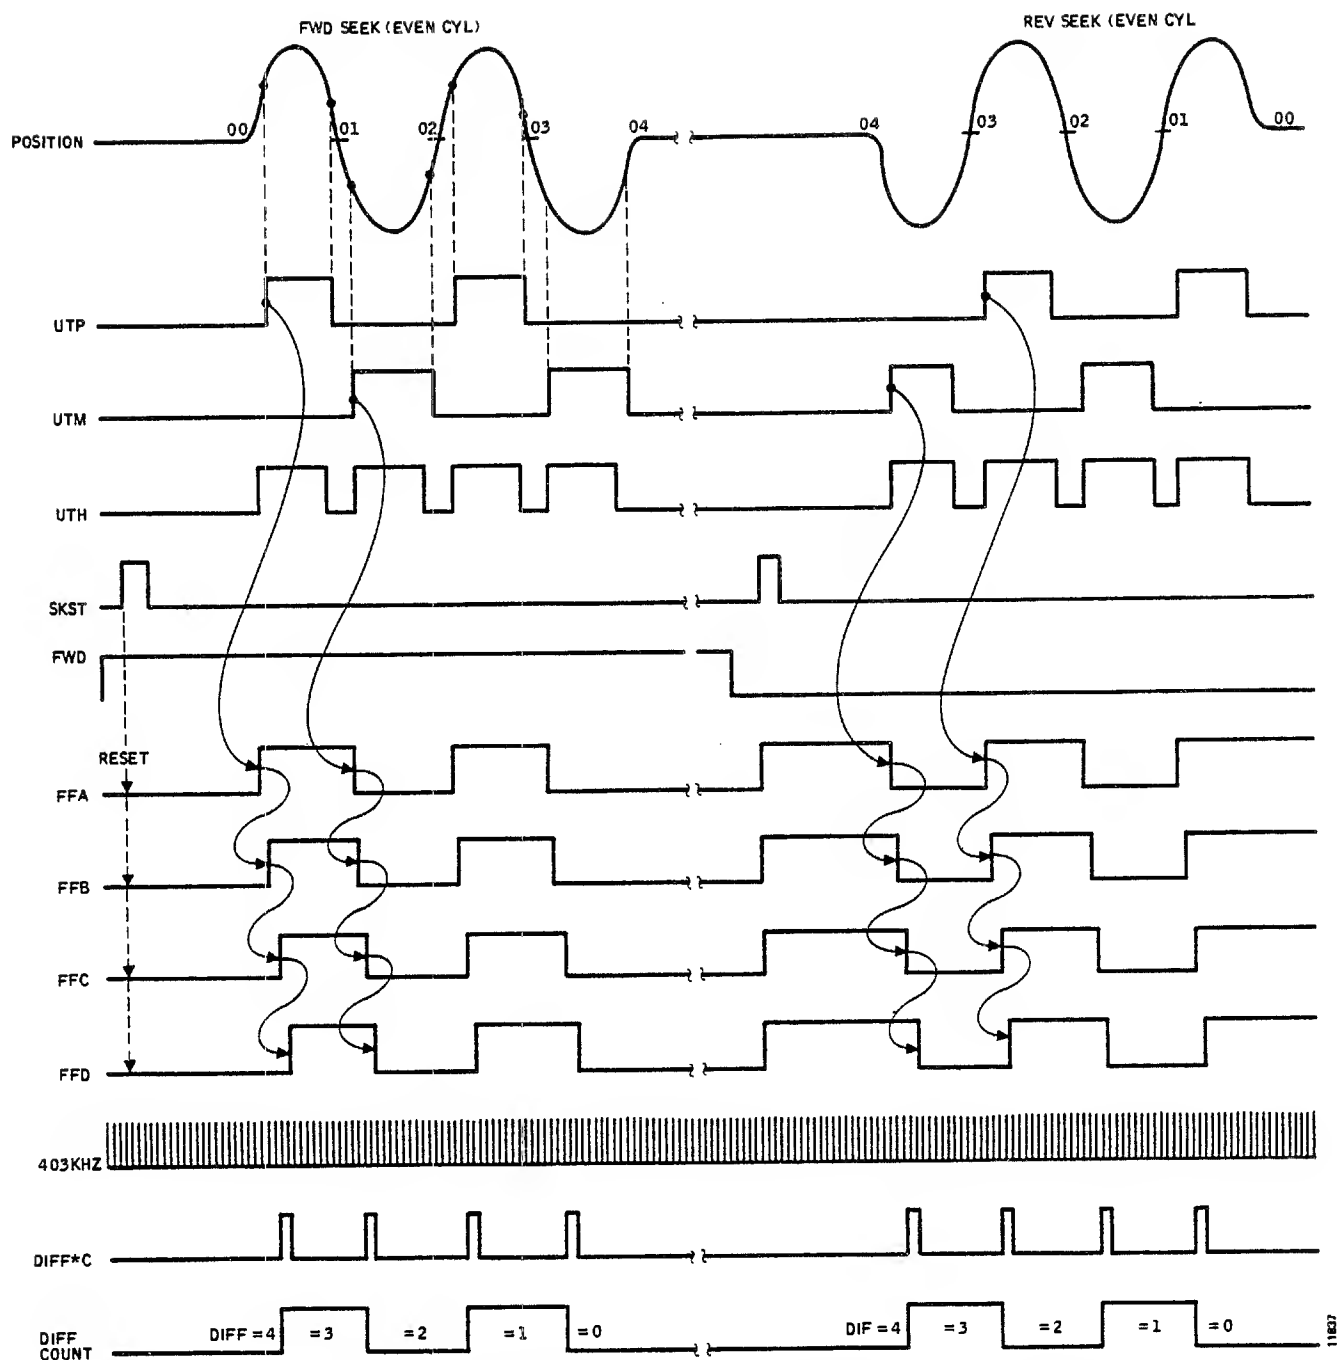 FWD SEEK (EVEN CYL)
REV SEEK (EVEN CYL
POSITION
00
01
02
03
04
04
03
02
01
00
UTP
UTM
UTH
SKST
FWD
RESET
FFA
FFB
FFC
FFD
403KHZ
DIFF*C
DIFF COUNT
DIFF = 4 = 3 = 2 = 1 = 0
DIF = 4 = 3 = 2 = 1 = 0
11837